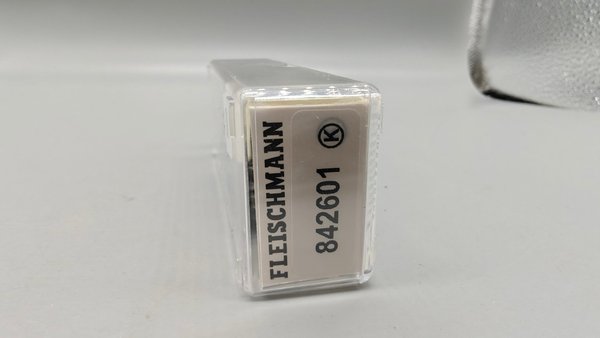 FLEISCHMANN
842601 Ⓚ